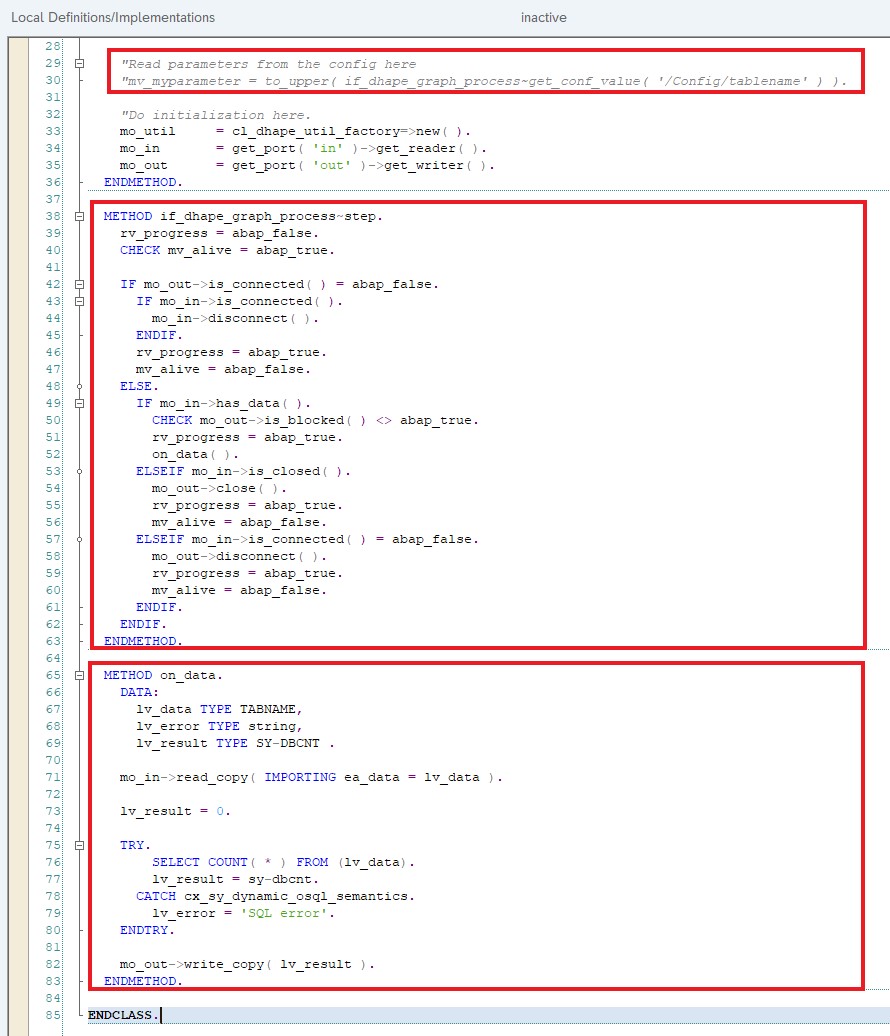 Local Definitions/Implementations inactive
28
29 "Read parameters from the config here
30 "mv_myparameter = to_upper( if_dhape_graph_process~get_conf_value( '/Config/tablename' ) ).
31
32 "Do initialization here.
33 mo_util = cl_dhape_util_factory=>new( ).
34 mo_in = get_port( 'in' )->get_reader( ).
35 mo_out = get_port( 'out' )->get_writer( ).
36 ENDMETHOD.
37
38 METHOD if_dhape_graph_process~step.
39 rv_progress = abap_false.
40 CHECK mv_alive = abap_true.
41
42 IF mo_out->is_connected( ) = abap_false.
43 IF mo_in->is_connected( ).
44 mo_in->disconnect( ).
45 ENDIF.
46 rv_progress = abap_true.
47 mv_alive = abap_false.
48 ELSE.
49 IF mo_in->has_data( ).
50 CHECK mo_out->is_blocked( ) <> abap_true.
51 rv_progress = abap_true.
52 on_data( ).
53 ELSEIF mo_in->is_closed( ).
54 mo_out->close( ).
55 rv_progress = abap_true.
56 mv_alive = abap_false.
57 ELSEIF mo_in->is_connected( ) = abap_false.
58 mo_out->disconnect( ).
59 rv_progress = abap_true.
60 mv_alive = abap_false.
61 ENDIF.
62 ENDIF.
63 ENDMETHOD.
64
65 METHOD on_data.
66 DATA:
67 lv_data TYPE TABNAME,
68 lv_error TYPE string,
69 lv_result TYPE SY-DBCNT .
70
71 mo_in->read_copy( IMPORTING ea_data = lv_data ).
72
73 lv_result = 0.
74
75 TRY.
76 SELECT COUNT( * ) FROM (lv_data).
77 lv_result = sy-dbcnt.
78 CATCH cx_sy_dynamic_osql_semantics.
79 lv_error = 'SQL error'.
80 ENDTRY.
81
82 mo_out->write_copy( lv_result ).
83 ENDMETHOD.
84
85 ENDCLASS.